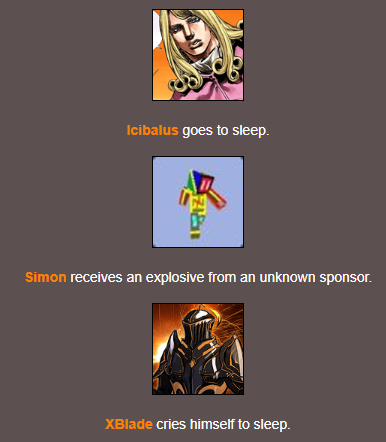 Icibalus goes to sleep.
Simon receives an explosive from an unknown sponsor.
XBlade cries himself to sleep.